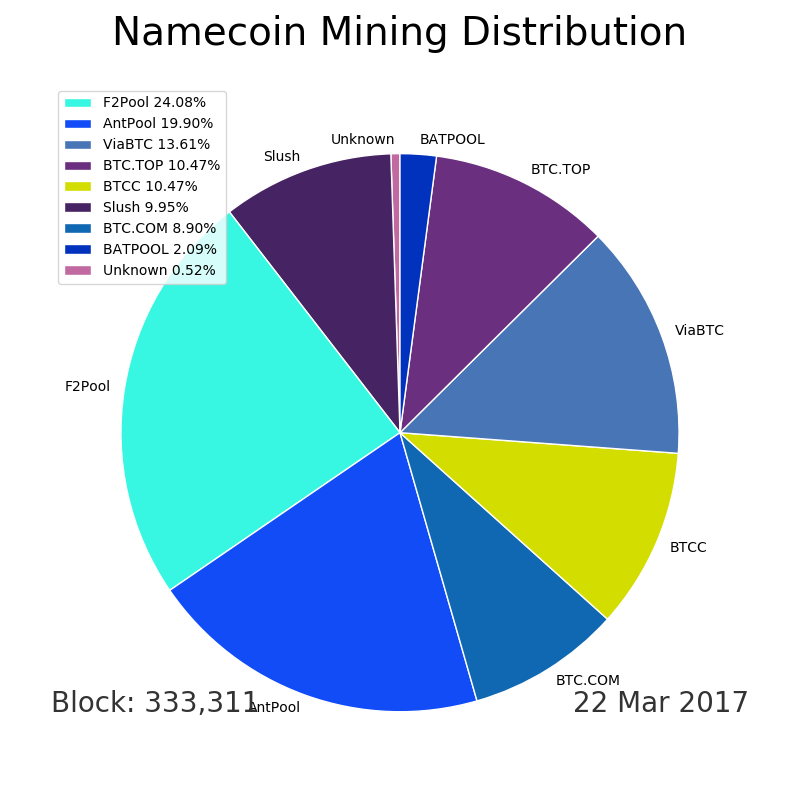 Namecoin Mining Distribution
F2Pool 24.08%
AntPool 19.90%
ViaBTC 13.61%
BTC.TOP 10.47%
BTCC 10.47%
Slush 9.95%
BTC.COM 8.90%
BATPOOL 2.09%
Unknown 0.52%
Unknown
BATPOOL
Slush
BTC.TOP
ViaBTC
F2Pool
BTCC
BTC.COM
AntPool
Block: 333,311
22 Mar 2017